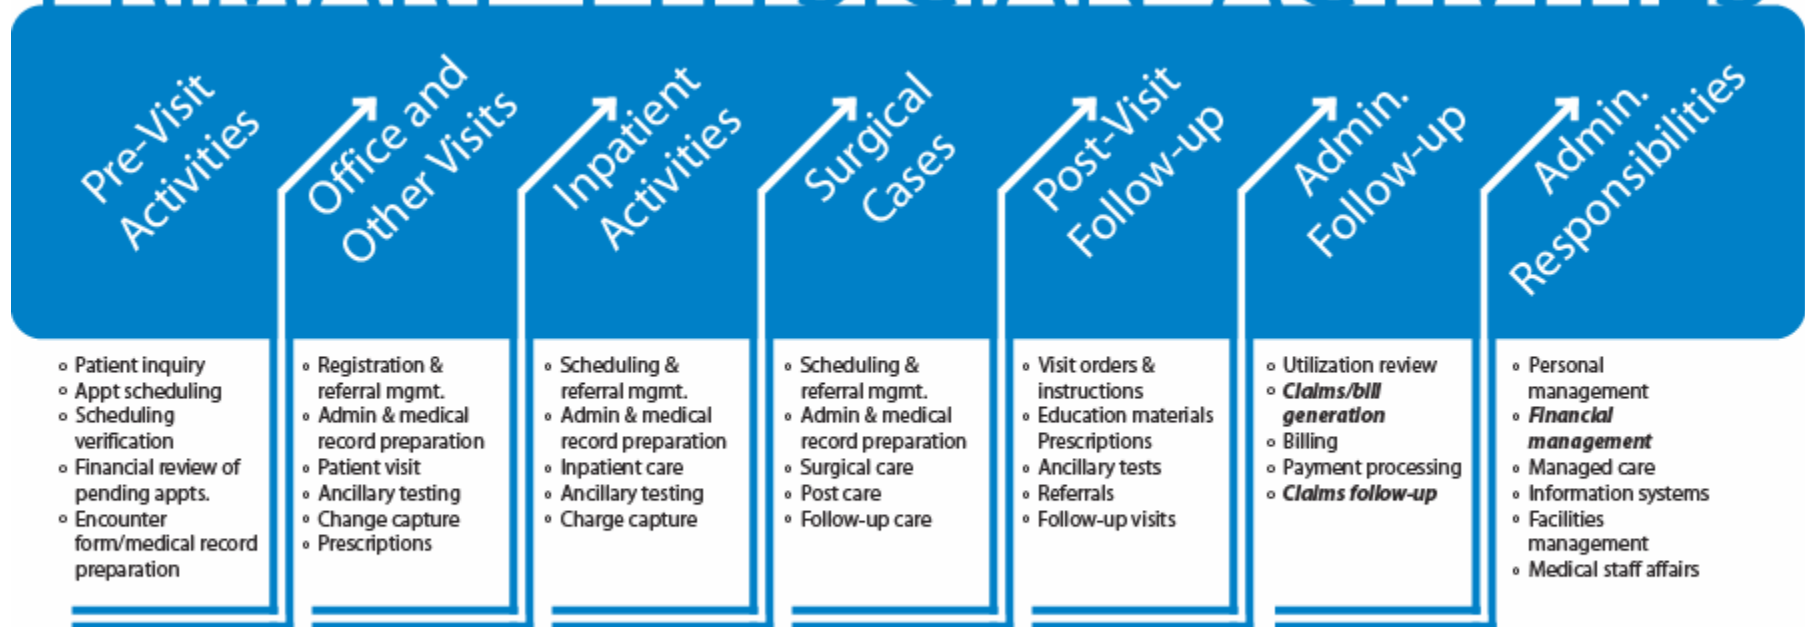 Pre-Visit
Activities
Office and
Other Visits
Inpatient
Activities
Surgical
Cases
Post-Visit
Follow-up
Admin.
Follow-up
Admin.
Responsibilities
Patient inquiry
Appt scheduling
Scheduling
verification
Financial review of
pending appts.
Encounter
form/medical record
preparation
Registration &
referral mgmt.
Admin & medical
record preparation
Patient visit
Ancillary testing
Change capture
Prescriptions
Scheduling &
referral mgmt.
Admin & medical
record preparation
Inpatient care
Ancillary testing
Charge capture
Scheduling &
referral mgmt.
Admin & medical
record preparation
Surgical care
Post care
Follow-up care
Visit orders &
instructions
Education materials
Prescriptions
Ancillary tests
Referrals
Follow-up visits
Utilization review
Claims/bill
generation
Billing
Payment processing
Claims follow-up
Personal
management
Financial
management
Managed care
Information systems
Facilities
management
Medical staff affairs